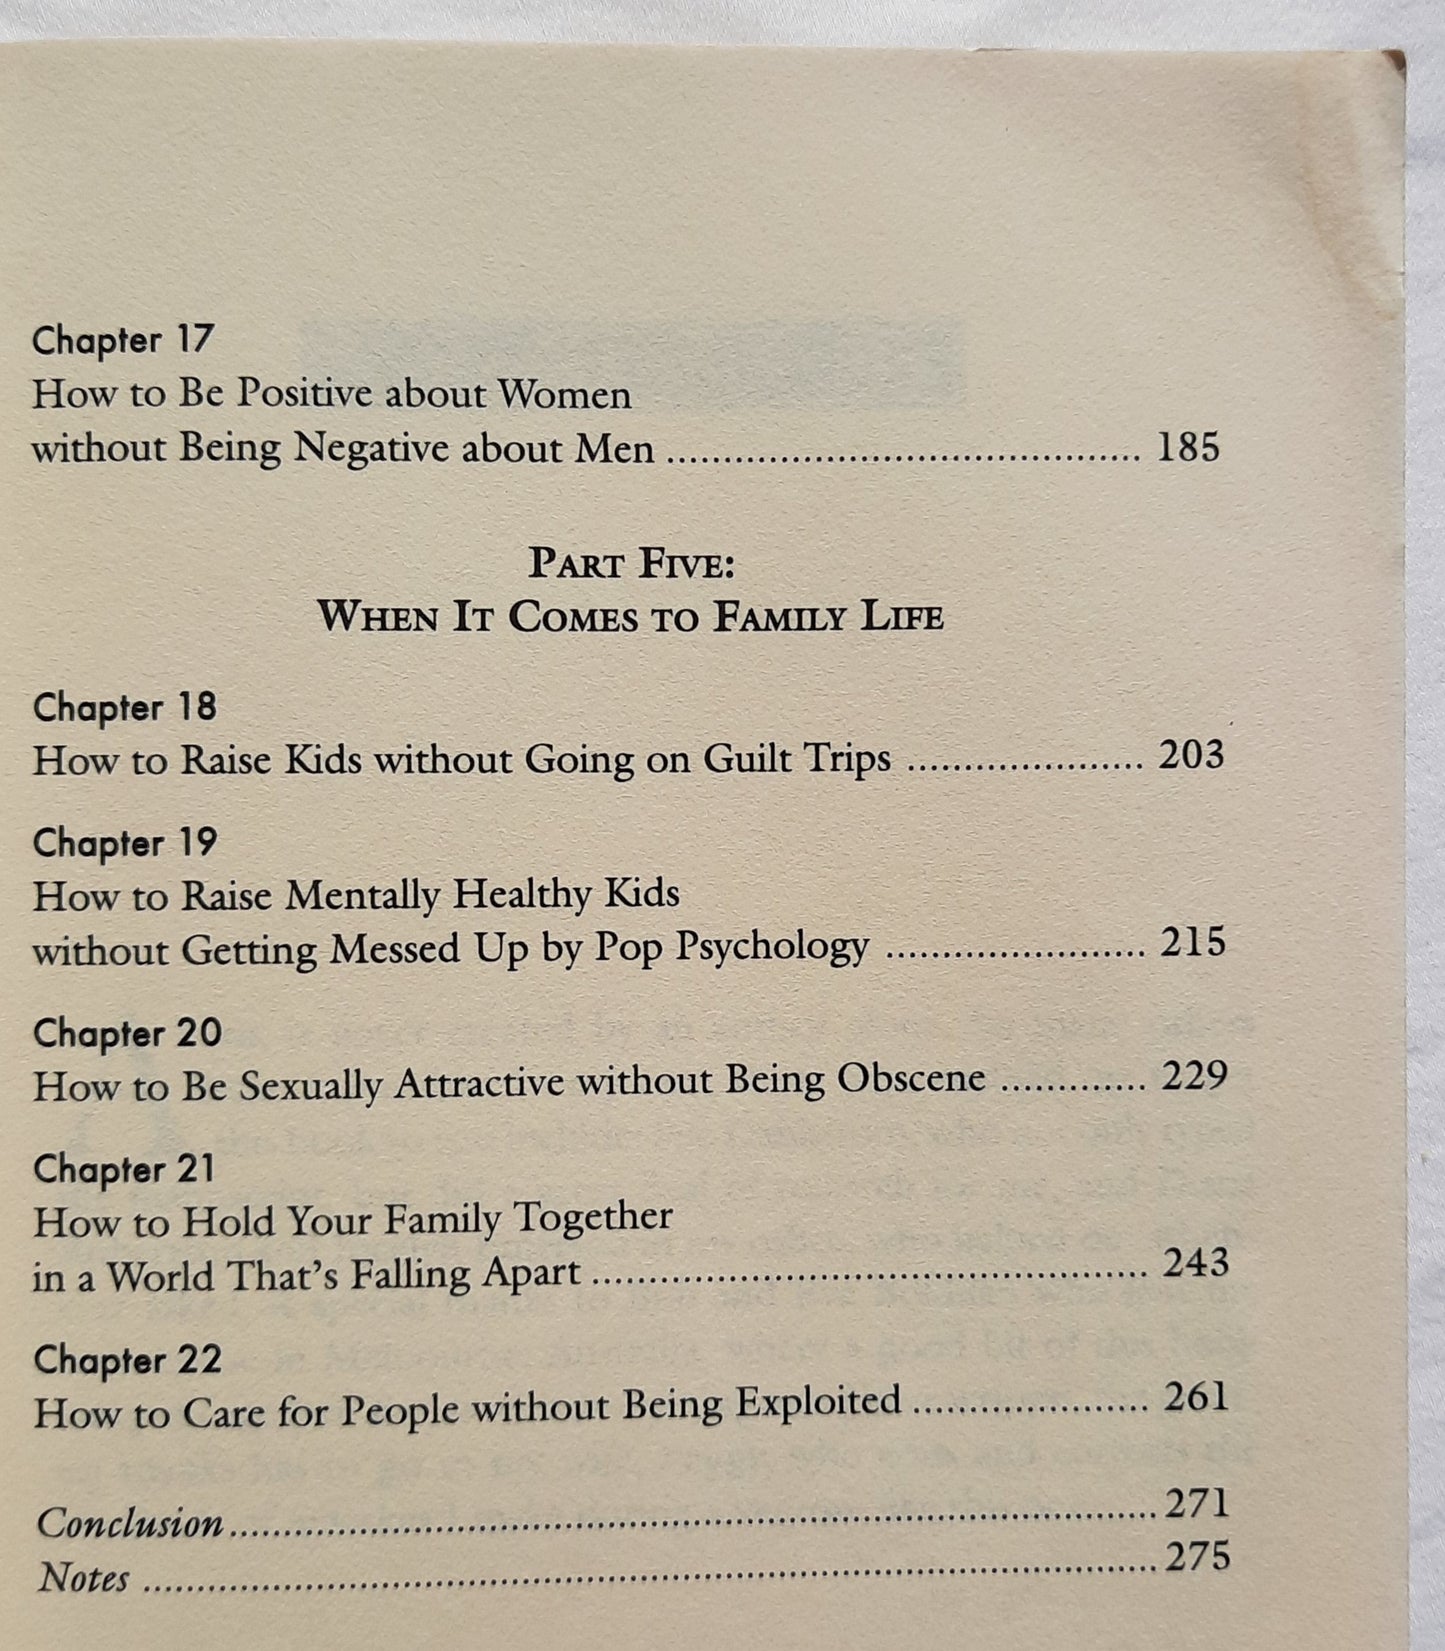 Chapter 17
How to Be Positive about Women
without Being Negative about Men ........................................ 185
PART FIVE:
WHEN IT COMES TO FAMILY LIFE
Chapter 18
How to Raise Kids without Going on Guilt Trips .................... 203
Chapter 19
How to Raise Mentally Healthy Kids
without Getting Messed Up by Pop Psychology ...................... 215
Chapter 20
How to Be Sexually Attractive without Being Obscene ............ 229
Chapter 21
How to Hold Your Family Together
in a World That's Falling Apart ............................................... 243
Chapter 22
How to Care for People without Being Exploited .................... 261
Conclusion .............................................................................. 271
Notes ...................................................................................... 275